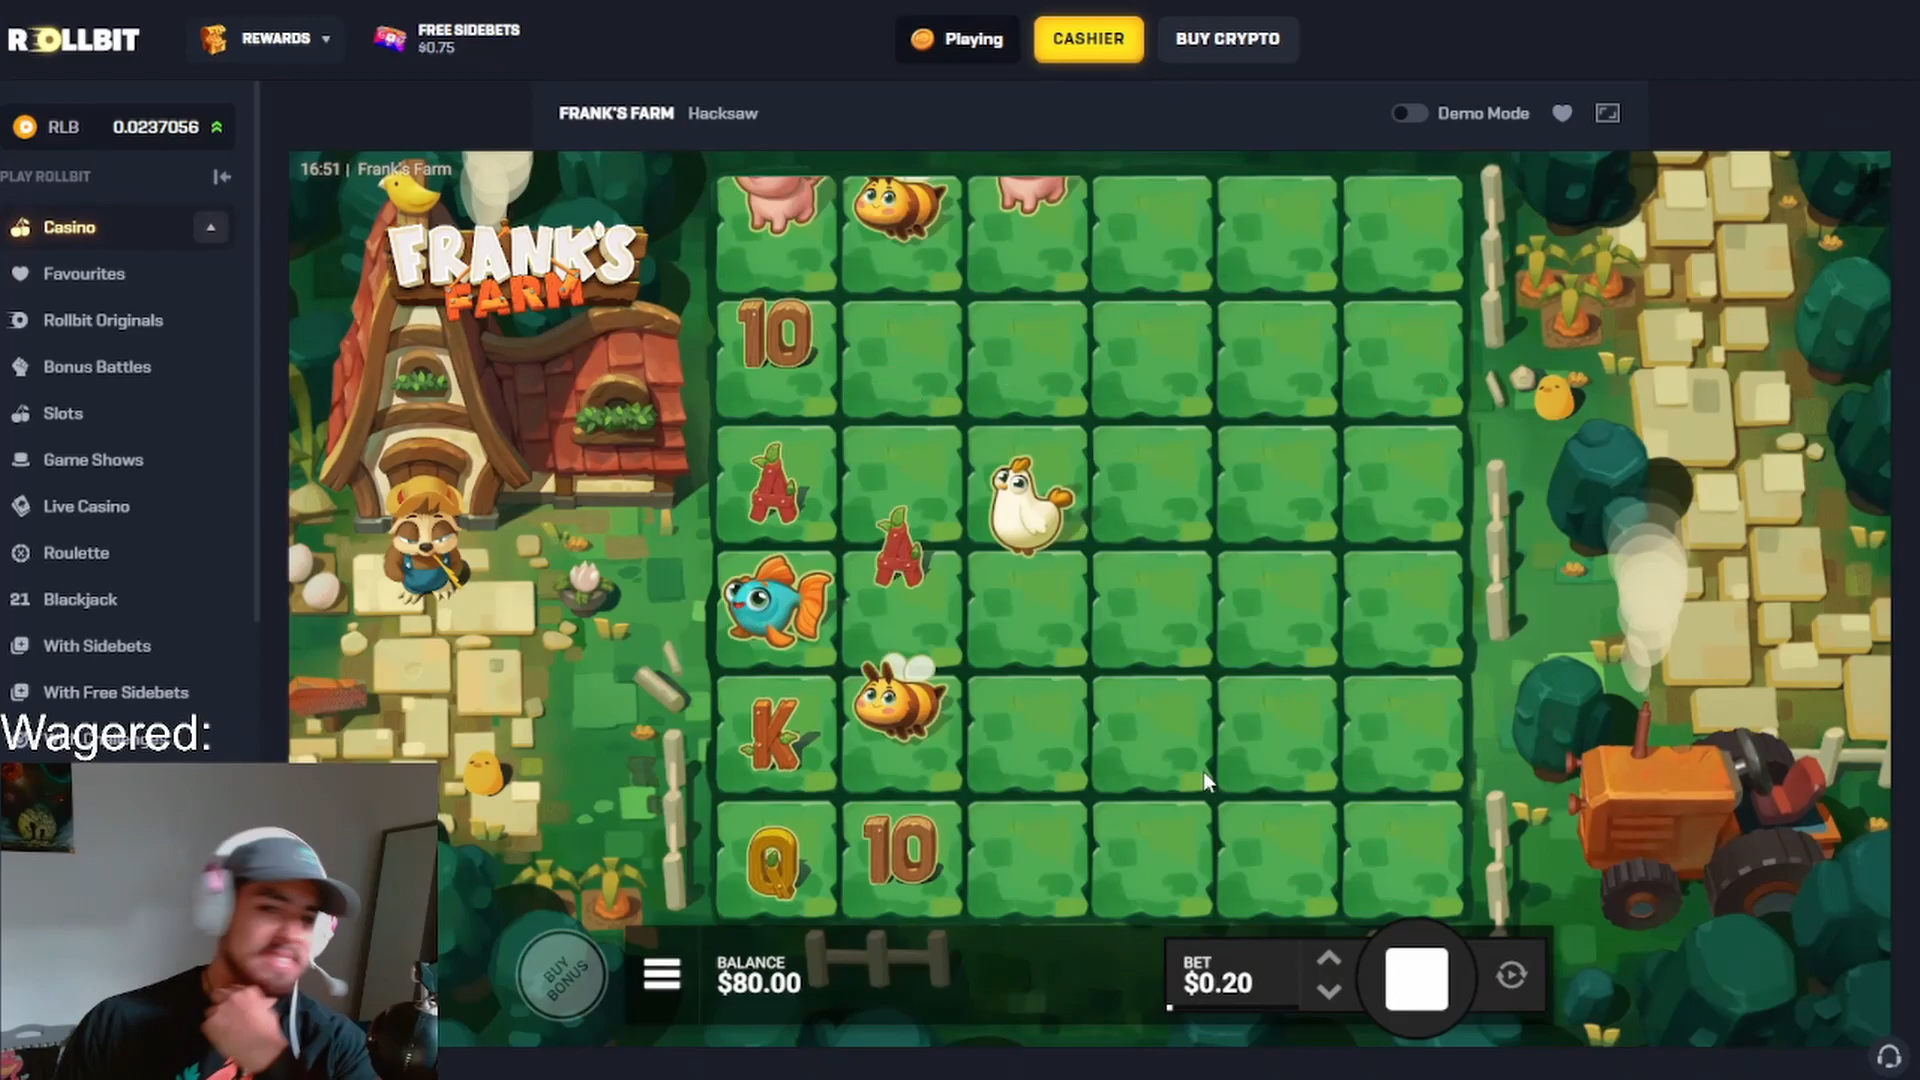 ROLLBIT
REWARDS
FREE SIDEBETS
$0.75
Playing
CASHIER
BUY CRYPTO
RLB 0.0237056
PLAY ROLLBIT
Casino
Favourites
Rollbit Originals
Bonus Battles
Slots
Game Shows
Live Casino
Roulette
21 Blackjack
With Sidebets
With Free Sidebets
Wagered:
FRANK'S FARM Hacksaw
Demo Mode
16:51 | Frank's Farm
FRANK'S
FARM
10
A
A
K
Q 10
BUY
BONUS
BALANCE
$80.00
BET
$0.20